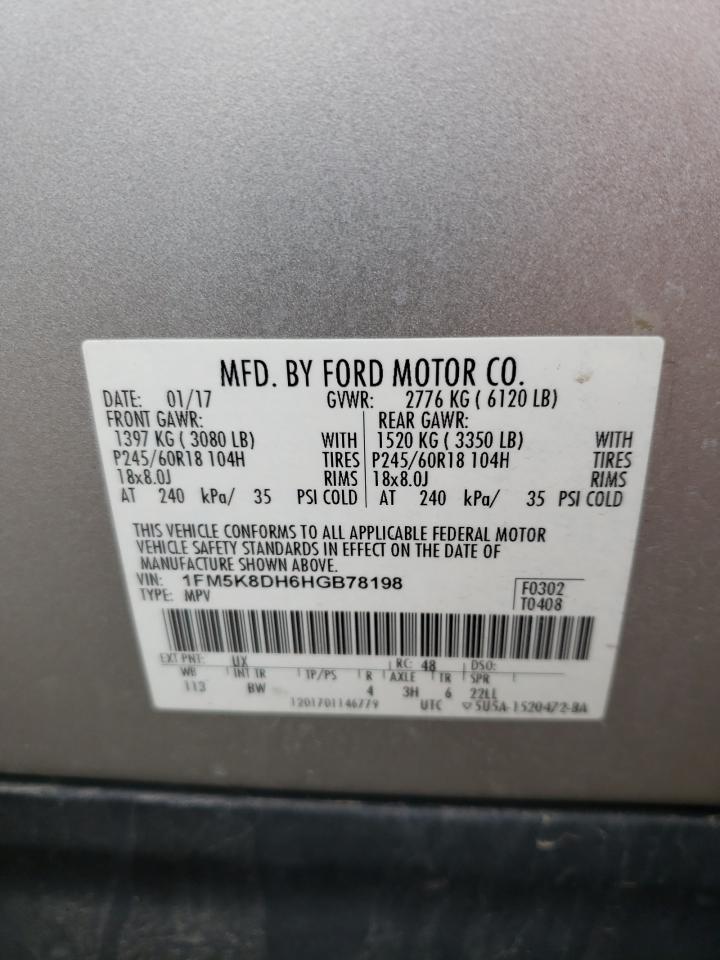 MFD. BY FORD MOTOR CO.
DATE: 01/17 GVWR: 2776 KG ( 6120 LB)
FRONT GAWR: REAR GAWR:
1397 KG ( 3080 LB) WITH 1520 KG ( 3350 LB) WITH
P245/60R18 104H TIRES P245/60R18 104H TIRES
18x8.0J RIMS 18x8.0J RIMS
AT 240 kPa/ 35 PSI COLD AT 240 kPa/ 35 PSI COLD
THIS VEHICLE CONFORMS TO ALL APPLICABLE FEDERAL MOTOR
VEHICLE SAFETY STANDARDS IN EFFECT ON THE DATE OF
MANUFACTURE SHOWN ABOVE.
VIN: 1FM5K8DH6HGB78198 F0302
TYPE: MPV T0408
EXT PNT: UX RC: 48 DSO:
WB INT TR TP/PS R AXLE TR SPR
113 BW 4 3H 6 22LL
1201701146779 UTC 5U5A-1520472-BA